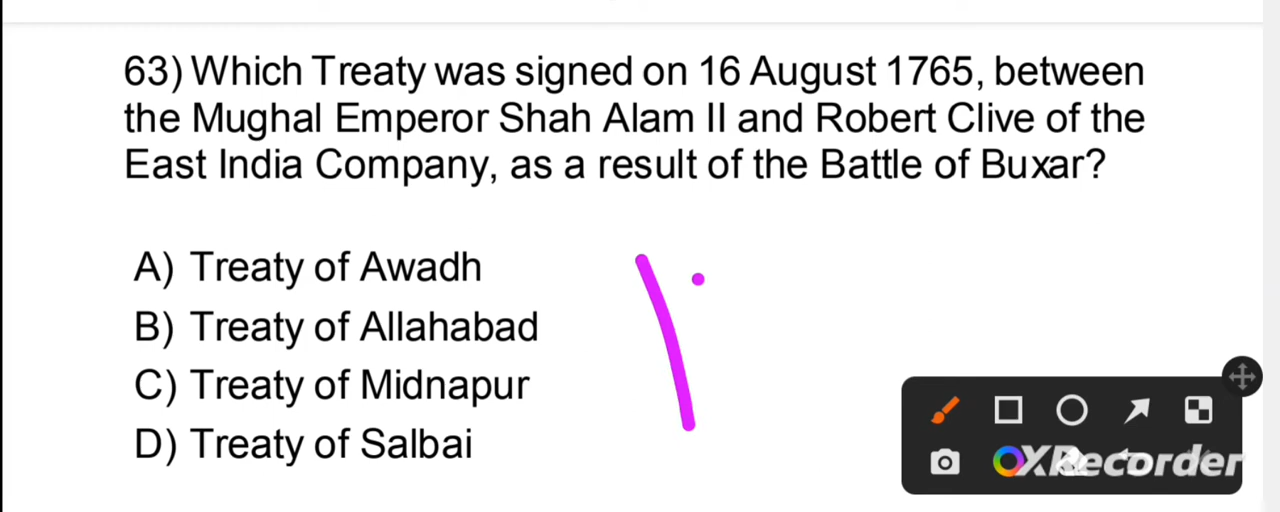 63) Which Treaty was signed on 16 August 1765, between
the Mughal Emperor Shah Alam II and Robert Clive of the
East India Company, as a result of the Battle of Buxar?
A) Treaty of Awadh
B) Treaty of Allahabad
C) Treaty of Midnapur
D) Treaty of Salbai
XRecorder